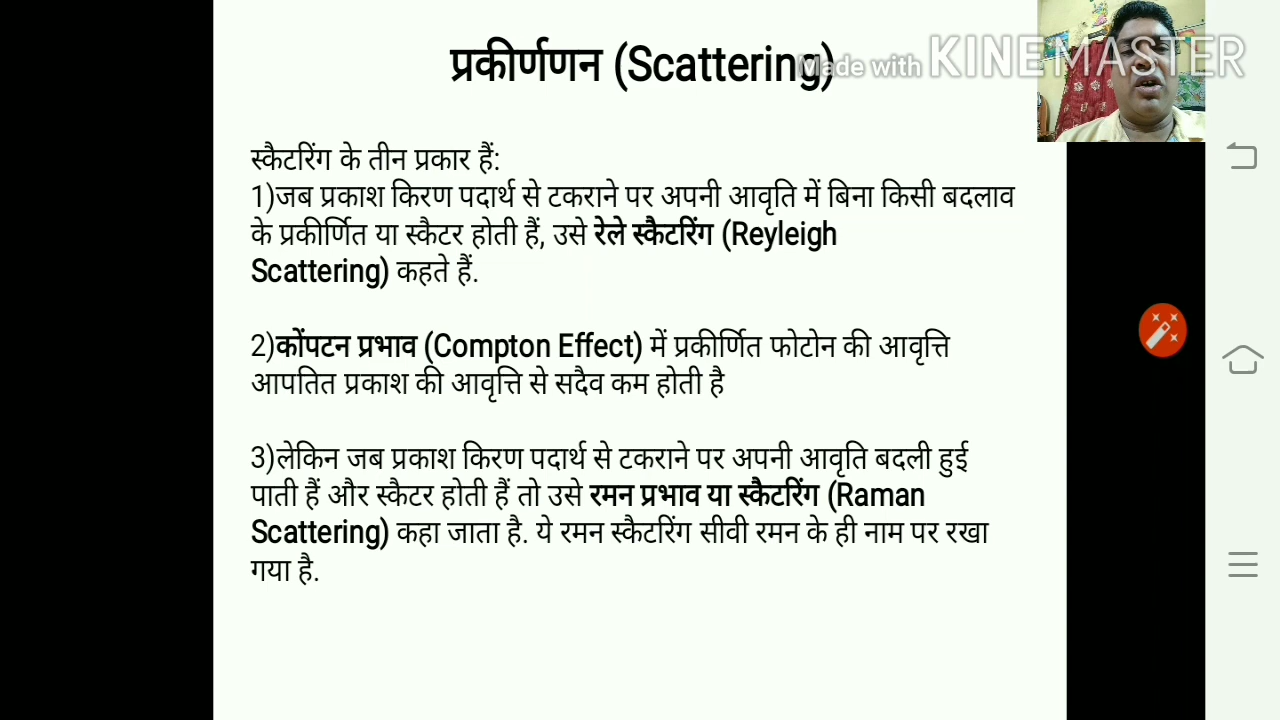 प्रकीर्णणन (Scattering)
Made with KINEMASTER
स्कैटरिंग के तीन प्रकार हैं:
1)जब प्रकाश किरण पदार्थ से टकराने पर अपनी आवृति में बिना किसी बदलाव
के प्रकीर्णित या स्कैटर होती हैं, उसे रेले स्कैटरिंग (Reyleigh
Scattering) कहते हैं.
2)कोंपटन प्रभाव (Compton Effect) में प्रकीर्णित फोटोन की आवृत्ति
आपतित प्रकाश की आवृत्ति से सदैव कम होती है
3)लेकिन जब प्रकाश किरण पदार्थ से टकराने पर अपनी आवृति बदली हुई
पाती हैं और स्कैटर होती हैं तो उसे रमन प्रभाव या स्कैटरिंग (Raman
Scattering) कहा जाता है. ये रमन स्कैटरिंग सीवी रमन के ही नाम पर रखा
गया है.